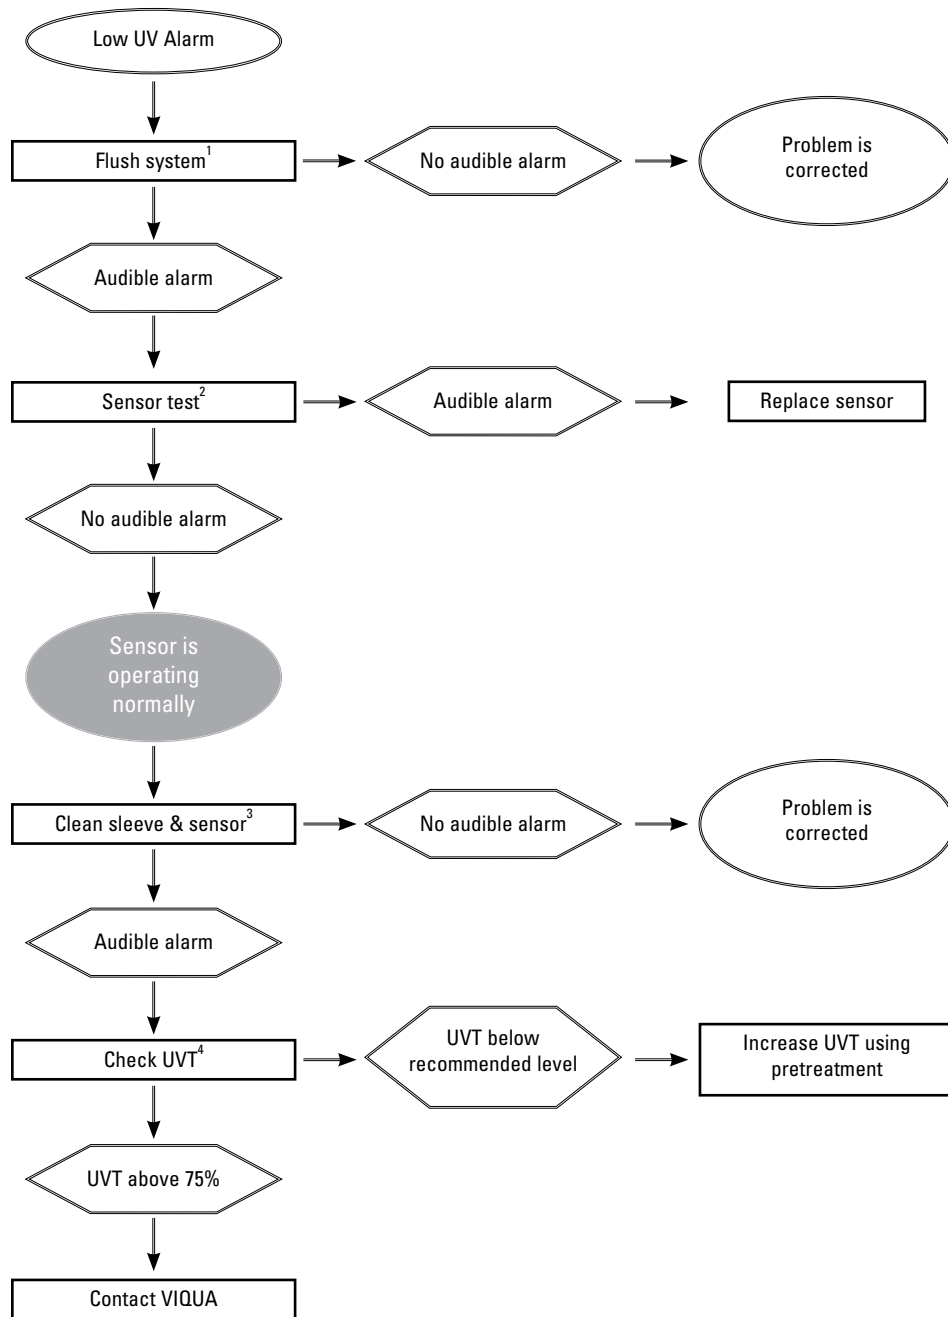 Low UV Alarm
Flush system¹
No audible alarm
Problem is
corrected
Audible alarm
Sensor test²
Audible alarm
Replace sensor
No audible alarm
Sensor is
operating
normally
Clean sleeve & sensor³
No audible alarm
Problem is
corrected
Audible alarm
Check UVT⁴
UVT below
recommended level
Increase UVT using
pretreatment
UVT above 75%
Contact VIQUA